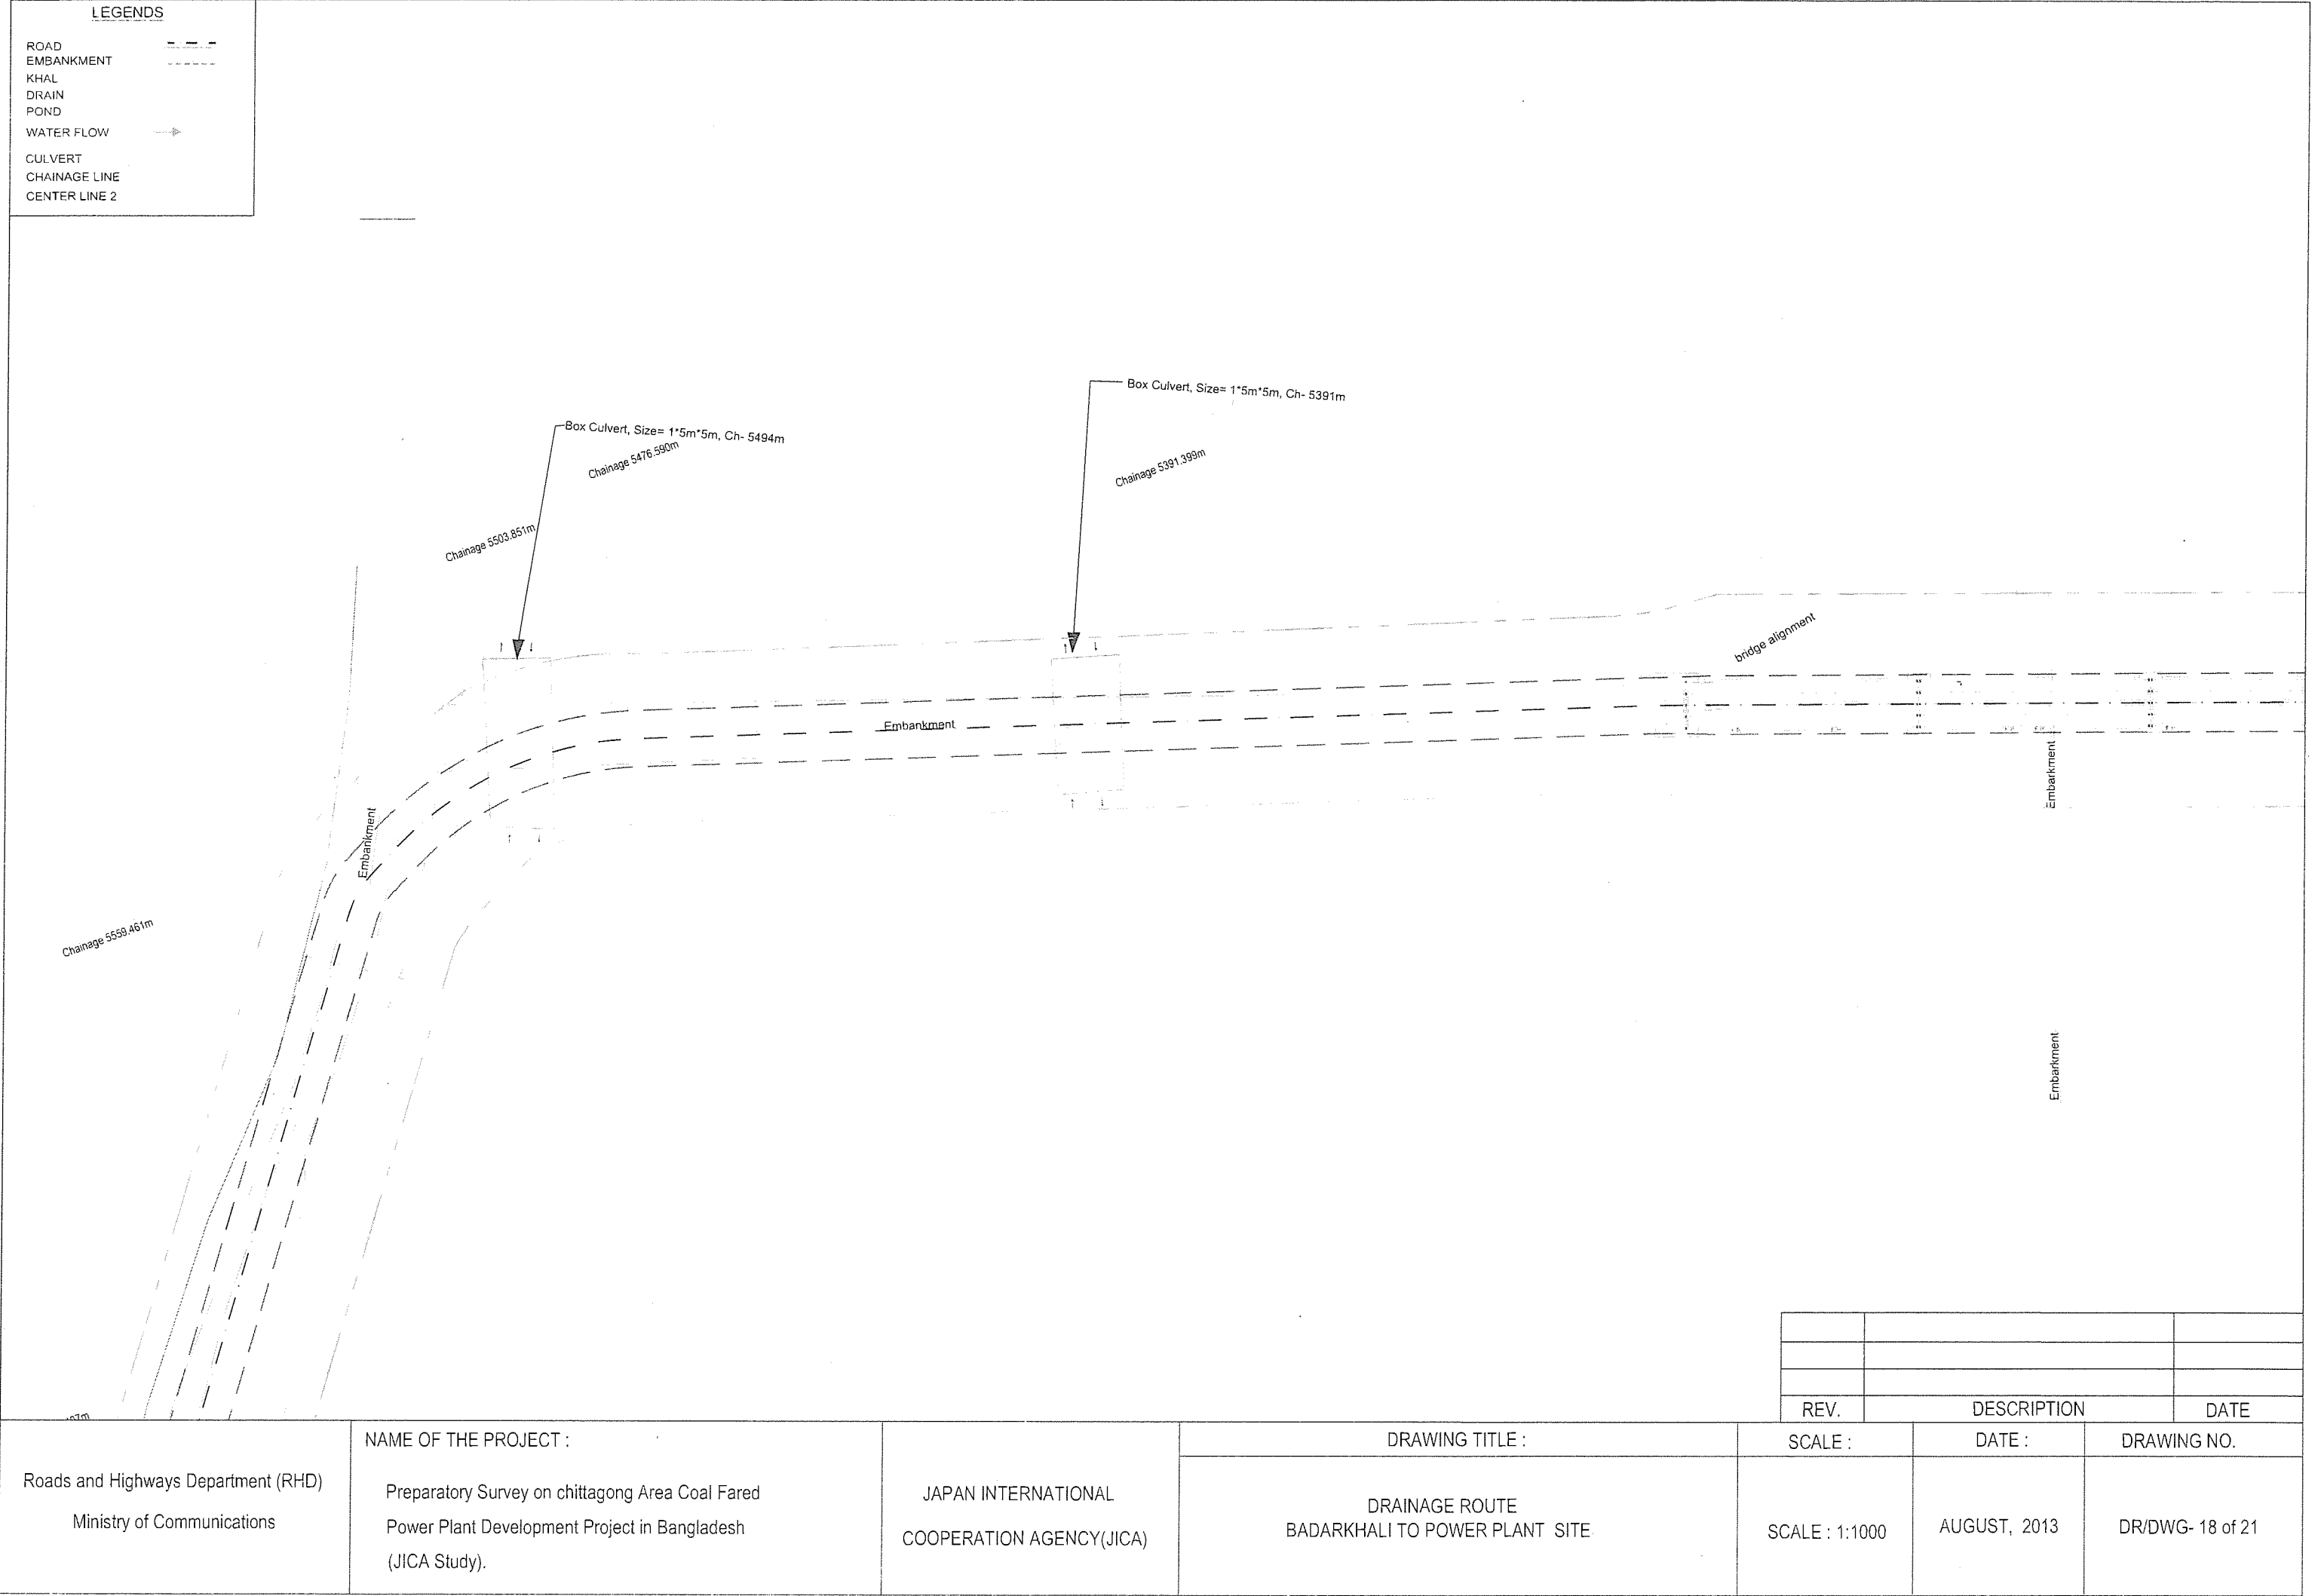 LEGENDS
ROAD
EMBANKMENT
KHAL
DRAIN
POND
WATER FLOW
CULVERT
CHAINAGE LINE
CENTER LINE 2
Box Culvert, Size= 1*5m*5m, Ch- 5391m
Box Culvert, Size= 1*5m*5m, Ch- 5494m
Chainage 5476.590m
Chainage 5391.399m
Chainage 5503.851m
bridge alignment
Embankment
Embankment
Embankment
Chainage 5559.461m
Embankment
REV.
DESCRIPTION
DATE
Roads and Highways Department (RHD)
Ministry of Communications
NAME OF THE PROJECT :
Preparatory Survey on chittagong Area Coal Fared
Power Plant Development Project in Bangladesh
(JICA Study).
JAPAN INTERNATIONAL
COOPERATION AGENCY(JICA)
DRAWING TITLE :
DRAINAGE ROUTE
BADARKHALI TO POWER PLANT SITE
SCALE :
SCALE : 1:1000
DATE :
AUGUST, 2013
DRAWING NO.
DR/DWG- 18 of 21